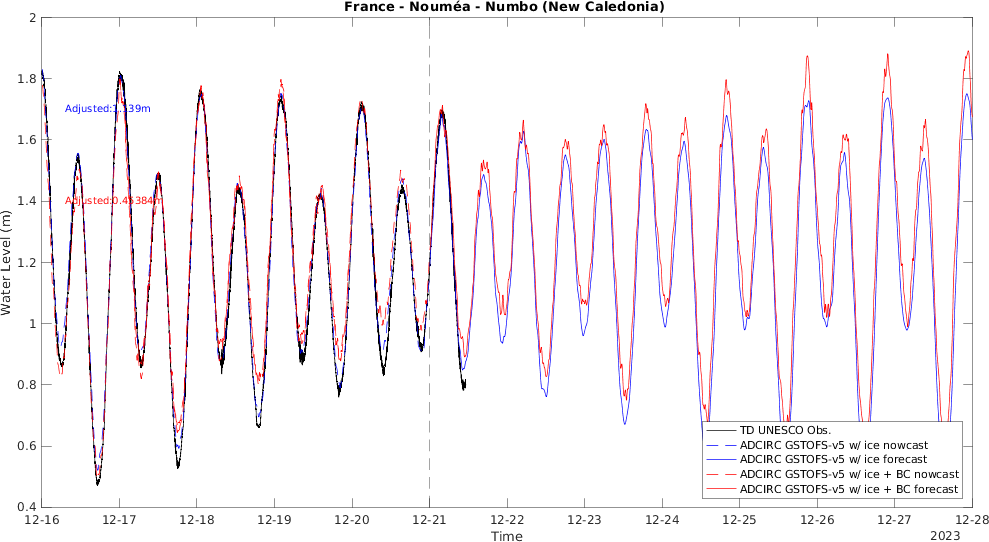 France - Nouméa - Numbo (New Caledonia)
2
1.8
1.6
1.4
1.2
1
0.8
0.6
0.4
Water Level (m)
TD UNESCO Obs.
ADCIRC GSTOFS-v5 w/ ice nowcast
ADCIRC GSTOFS-v5 w/ ice forecast
ADCIRC GSTOFS-v5 w/ ice + BC nowcast
ADCIRC GSTOFS-v5 w/ ice + BC forecast
12-16 12-17 12-18 12-19 12-20 12-21 12-22 12-23 12-24 12-25 12-26 12-27 12-28
Time
2023